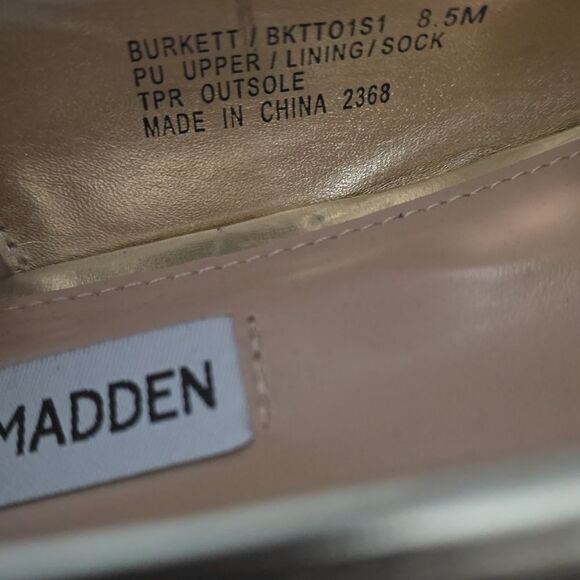 BURKETT / BKTT01S1 8.5M
PU UPPER / LINING / SOCK
TPR OUTSOLE
MADE IN CHINA 2368
MADDEN